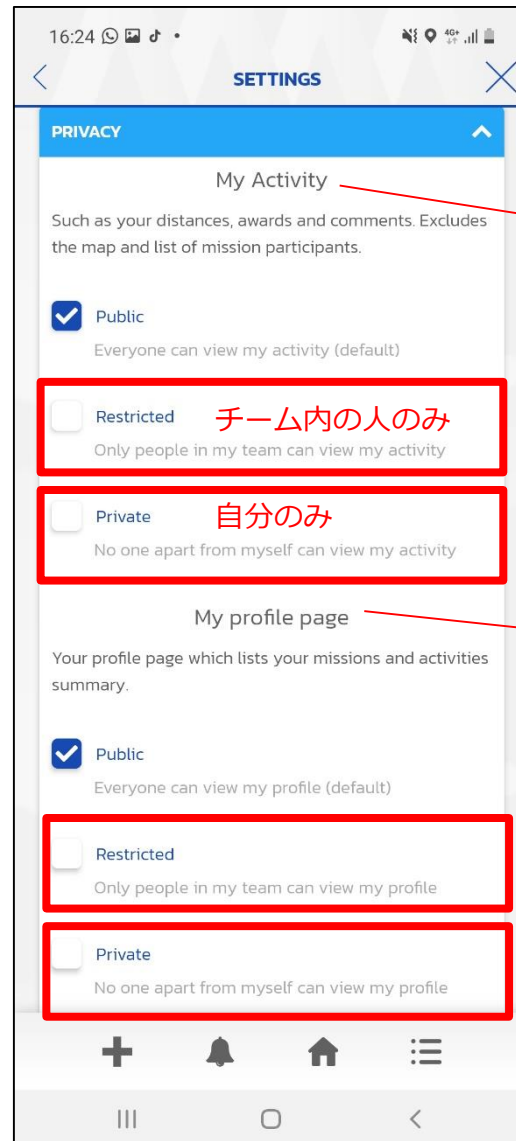 16:24
4G+
SETTINGS
PRIVACY
My Activity
Such as your distances, awards and comments. Excludes
the map and list of mission participants.
Public
Everyone can view my activity (default)
Restricted チーム内の人のみ
Only people in my team can view my activity
Private 自分のみ
No one apart from myself can view my activity
My profile page
Your profile page which lists your missions and activities
summary.
Public
Everyone can view my profile (default)
Restricted
Only people in my team can view my profile
Private
No one apart from myself can view my profile